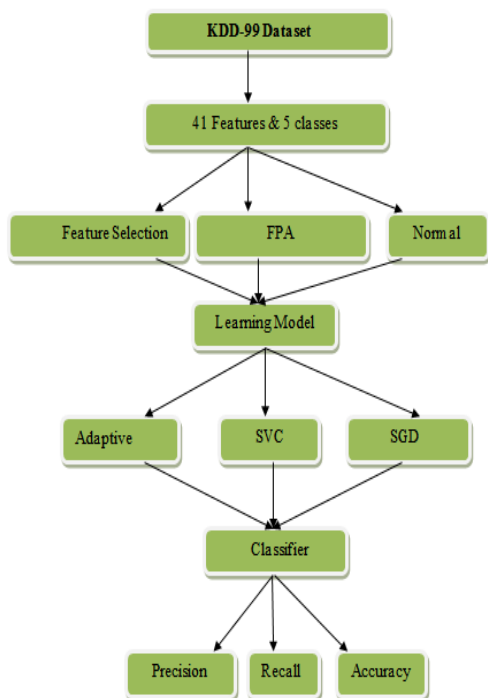 KDD-99 Dataset
41 Features & 5 classes
Feature Selection
FPA
Normal
Learning Model
Adaptive
SVC
SGD
Classifier
Precision
Recall
Accuracy